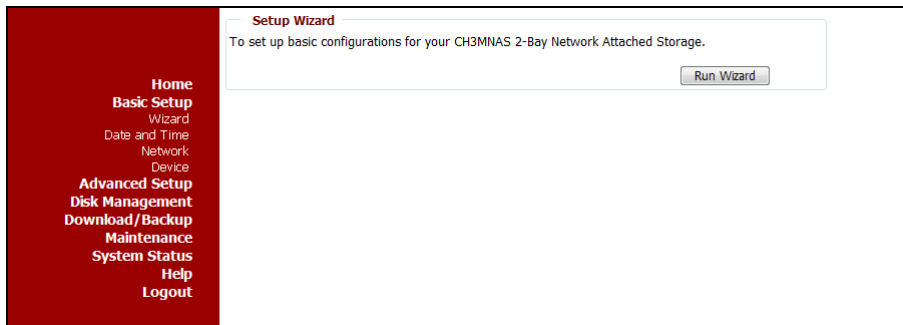 Setup Wizard
To set up basic configurations for your CH3MNAS 2-Bay Network Attached Storage.
Run Wizard
Home
Basic Setup
Wizard
Date and Time
Network
Device
Advanced Setup
Disk Management
Download/Backup
Maintenance
System Status
Help
Logout